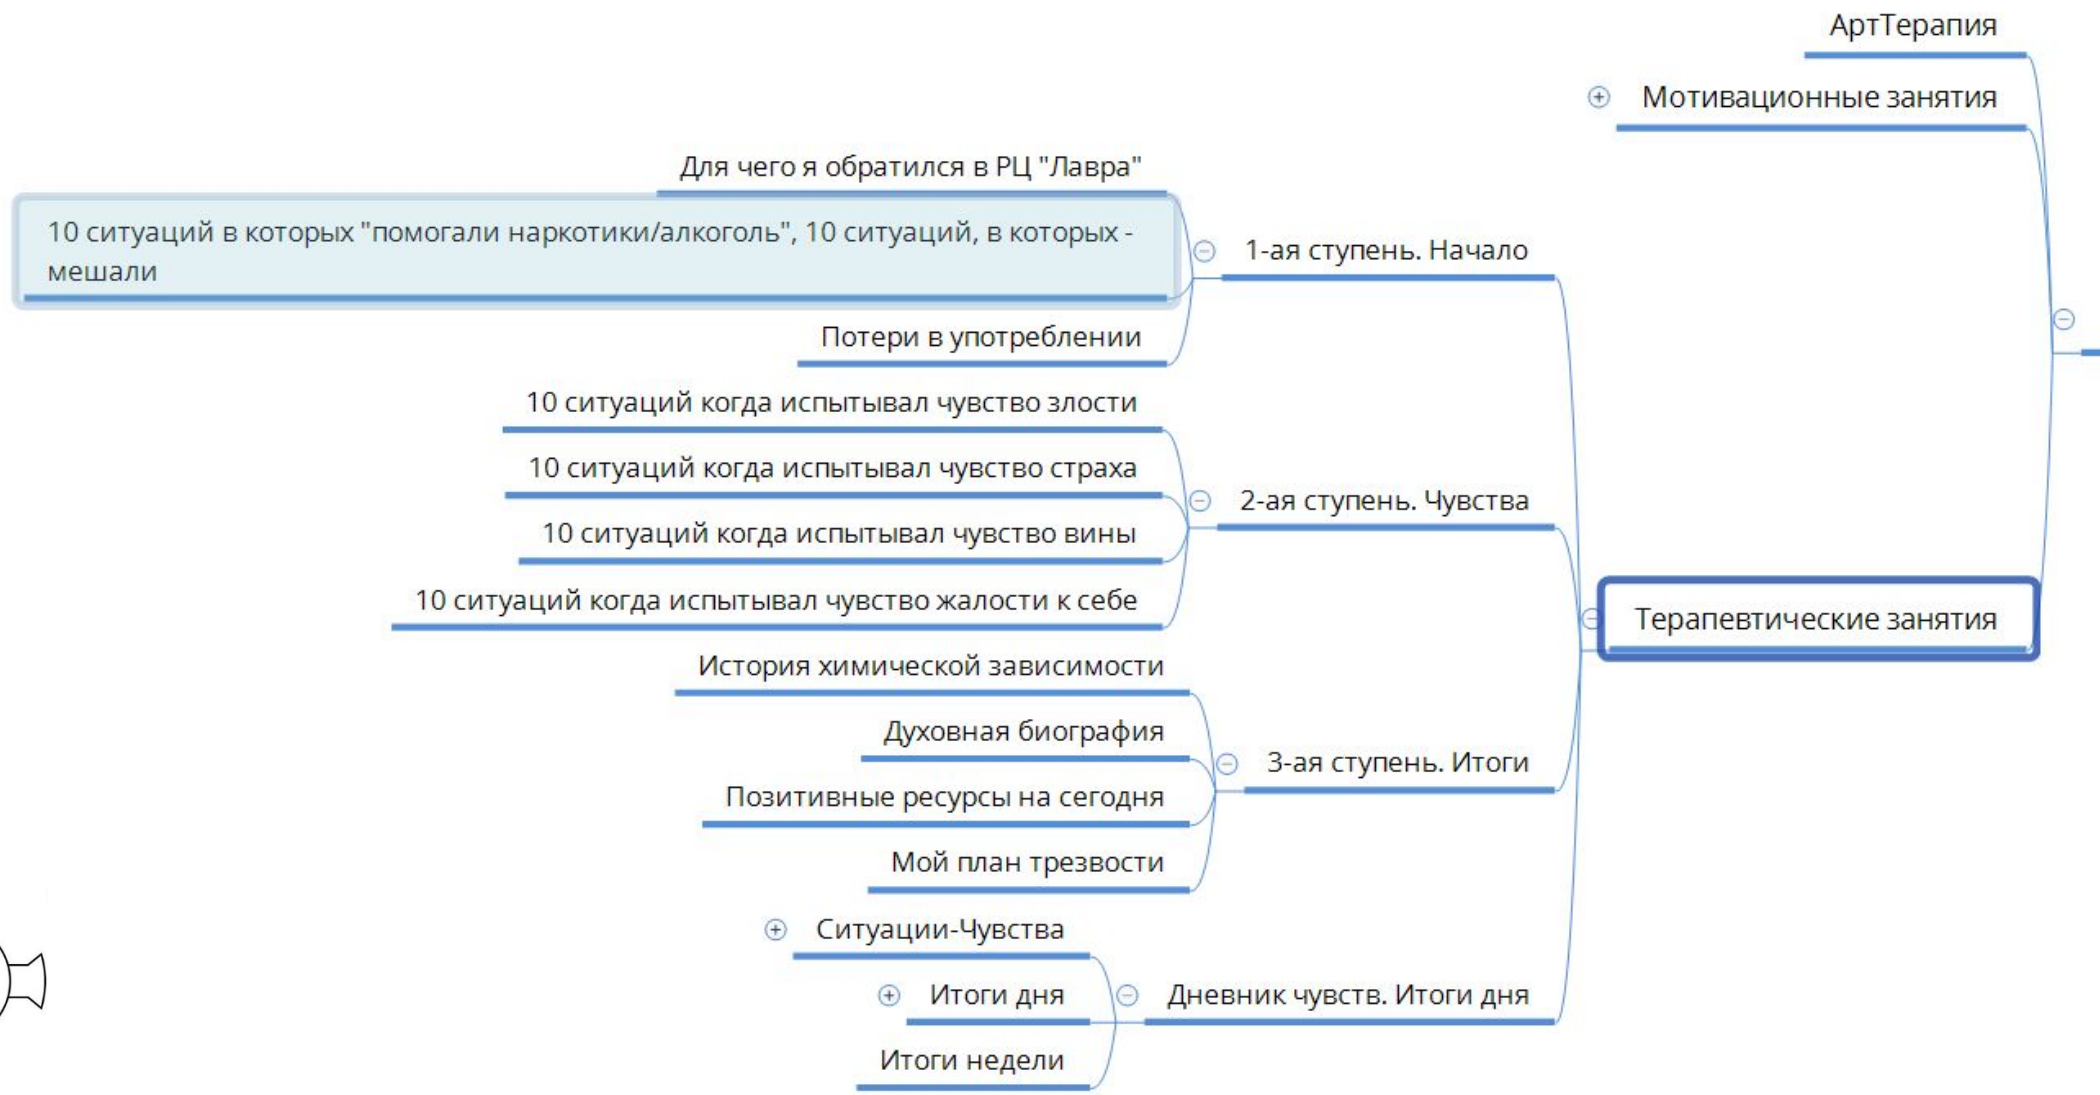 АртТерапия
Мотивационные занятия
Для чего я обратился в РЦ "Лавра"
10 ситуаций в которых "помогали наркотики/алкоголь", 10 ситуаций, в которых -
мешали
1-ая ступень. Начало
Потери в употреблении
10 ситуаций когда испытывал чувство злости
10 ситуаций когда испытывал чувство страха
2-ая ступень. Чувства
10 ситуаций когда испытывал чувство вины
10 ситуаций когда испытывал чувство жалости к себе
Терапевтические занятия
История химической зависимости
Духовная биография
3-ая ступень. Итоги
Позитивные ресурсы на сегодня
Мой план трезвости
Ситуации-Чувства
Итоги дня
Дневник чувств. Итоги дня
Итоги недели